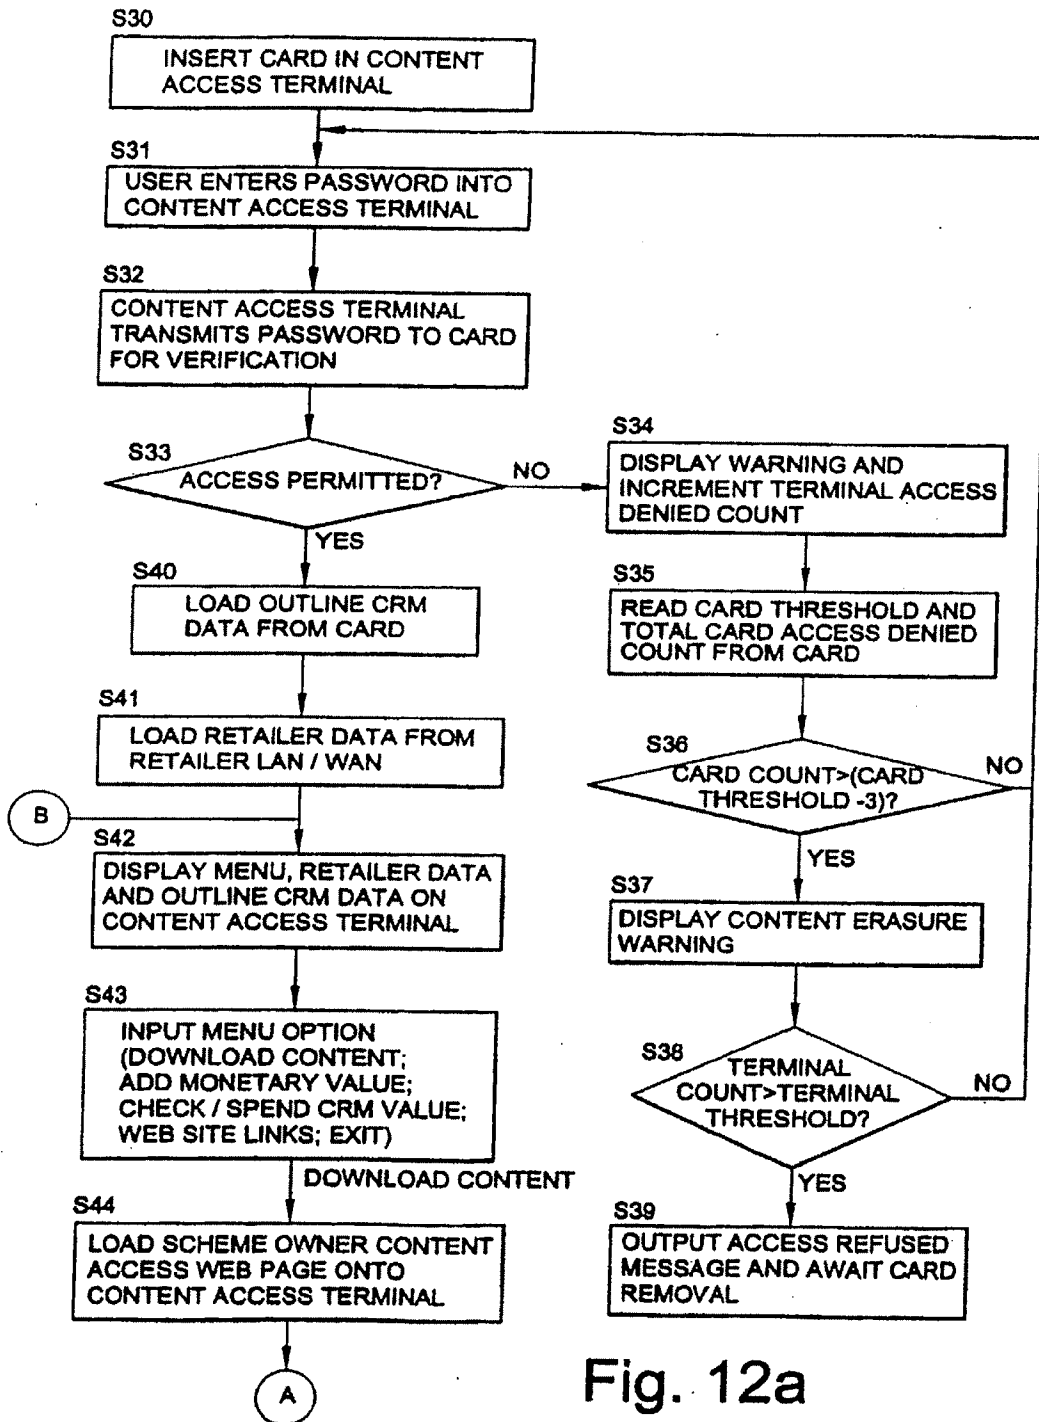 S30
INSERT CARD IN CONTENT
ACCESS TERMINAL
S31
USER ENTERS PASSWORD INTO
CONTENT ACCESS TERMINAL
S32
CONTENT ACCESS TERMINAL
TRANSMITS PASSWORD TO CARD
FOR VERIFICATION
S33
ACCESS PERMITTED?
NO
YES
S34
DISPLAY WARNING AND
INCREMENT TERMINAL ACCESS
DENIED COUNT
S35
READ CARD THRESHOLD AND
TOTAL CARD ACCESS DENIED
COUNT FROM CARD
S36
CARD COUNT>(CARD
THRESHOLD -3)?
NO
YES
S37
DISPLAY CONTENT ERASURE
WARNING
S38
TERMINAL
COUNT>TERMINAL
THRESHOLD?
NO
YES
S39
OUTPUT ACCESS REFUSED
MESSAGE AND AWAIT CARD
REMOVAL
S40
LOAD OUTLINE CRM
DATA FROM CARD
S41
LOAD RETAILER DATA FROM
RETAILER LAN / WAN
B
S42
DISPLAY MENU, RETAILER DATA
AND OUTLINE CRM DATA ON
CONTENT ACCESS TERMINAL
S43
INPUT MENU OPTION
(DOWNLOAD CONTENT;
ADD MONETARY VALUE;
CHECK / SPEND CRM VALUE;
WEB SITE LINKS; EXIT)
DOWNLOAD CONTENT
S44
LOAD SCHEME OWNER CONTENT
ACCESS WEB PAGE ONTO
CONTENT ACCESS TERMINAL
A
Fig. 12a